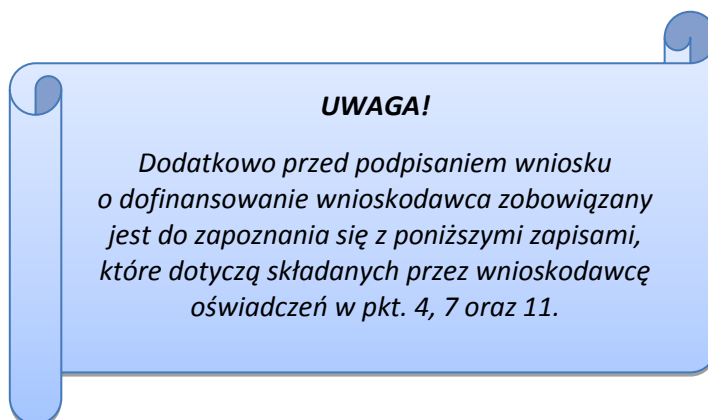 UWAGA!
Dodatkowo przed podpisaniem wniosku
o dofinansowanie wnioskodawca zobowiązany
jest do zapoznania się z poniższymi zapisami,
które dotyczą składanych przez wnioskodawcę
oświadczeń w pkt. 4, 7 oraz 11.